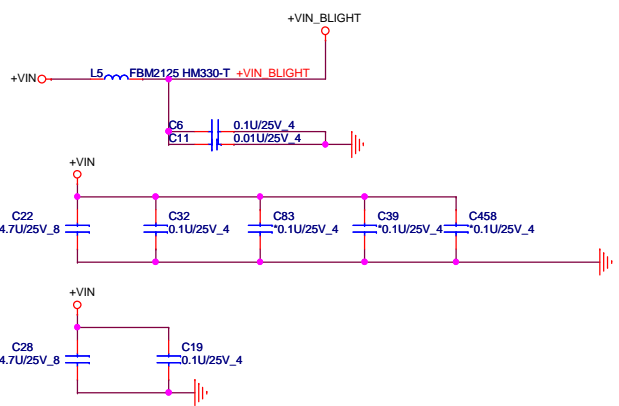 +VIN_BLIGHT
+VIN L5 FBM2125 HM330-T +VIN_BLIGHT
C6 0.1U/25V_4
C11 0.01U/25V_4
+VIN
C22 C32 C83 C39 C458
4.7U/25V_8 0.1U/25V_4 *0.1U/25V_4 *0.1U/25V_4 *0.1U/25V_4
+VIN
C28 C19
4.7U/25V_8 0.1U/25V_4